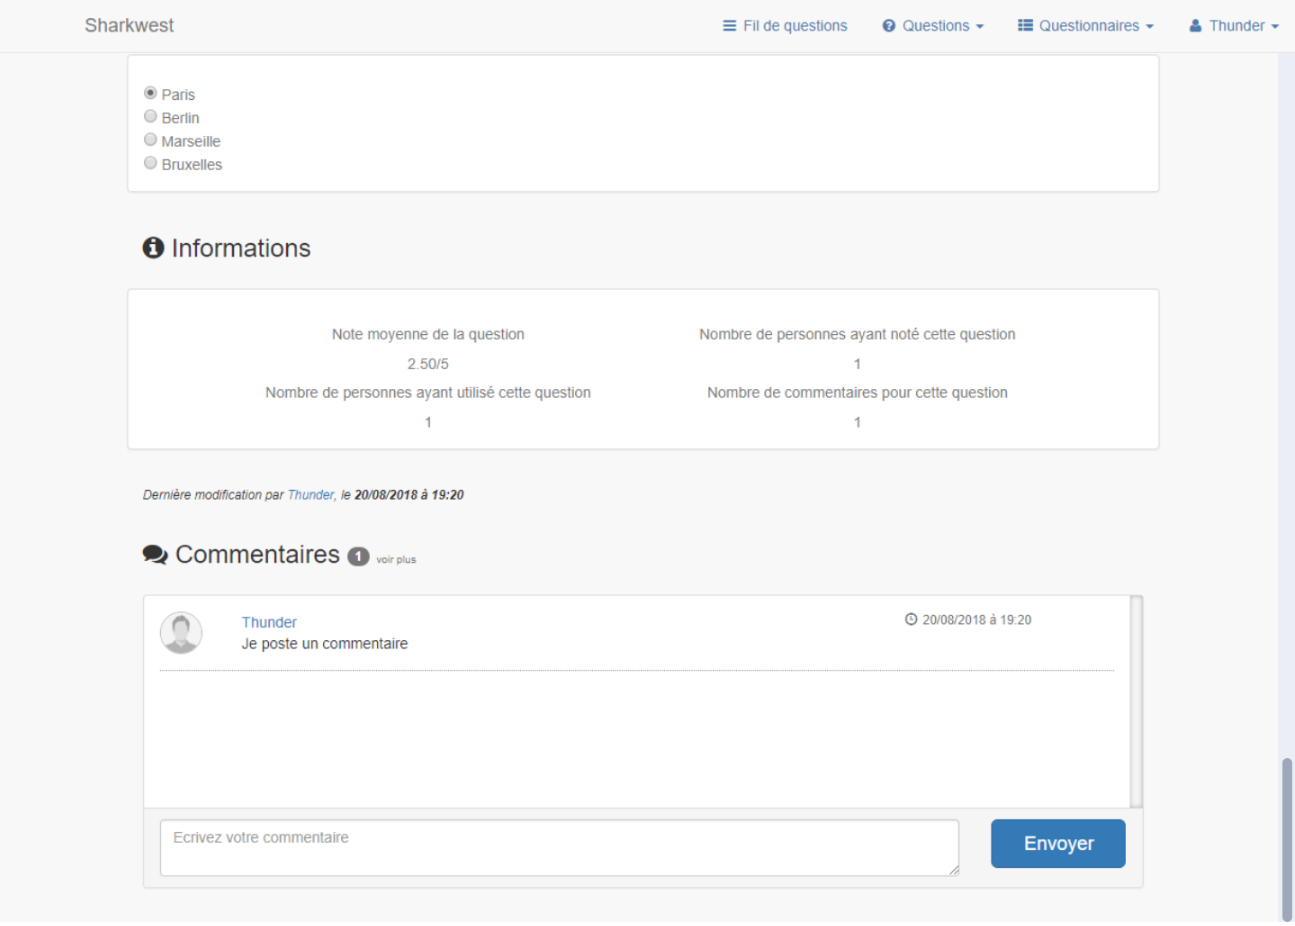 Sharkwest Fil de questions Questions Questionnaires Thunder
Paris
Berlin
Marseille
Bruxelles
Informations
Note moyenne de la question Nombre de personnes ayant noté cette question
2.50/5 1
Nombre de personnes ayant utilisé cette question Nombre de commentaires pour cette question
1 1
Dernière modification par Thunder, le 20/08/2018 à 19:20
Commentaires 1 voir plus
Thunder 20/08/2018 à 19:20
Je poste un commentaire
Ecrivez votre commentaire Envoyer